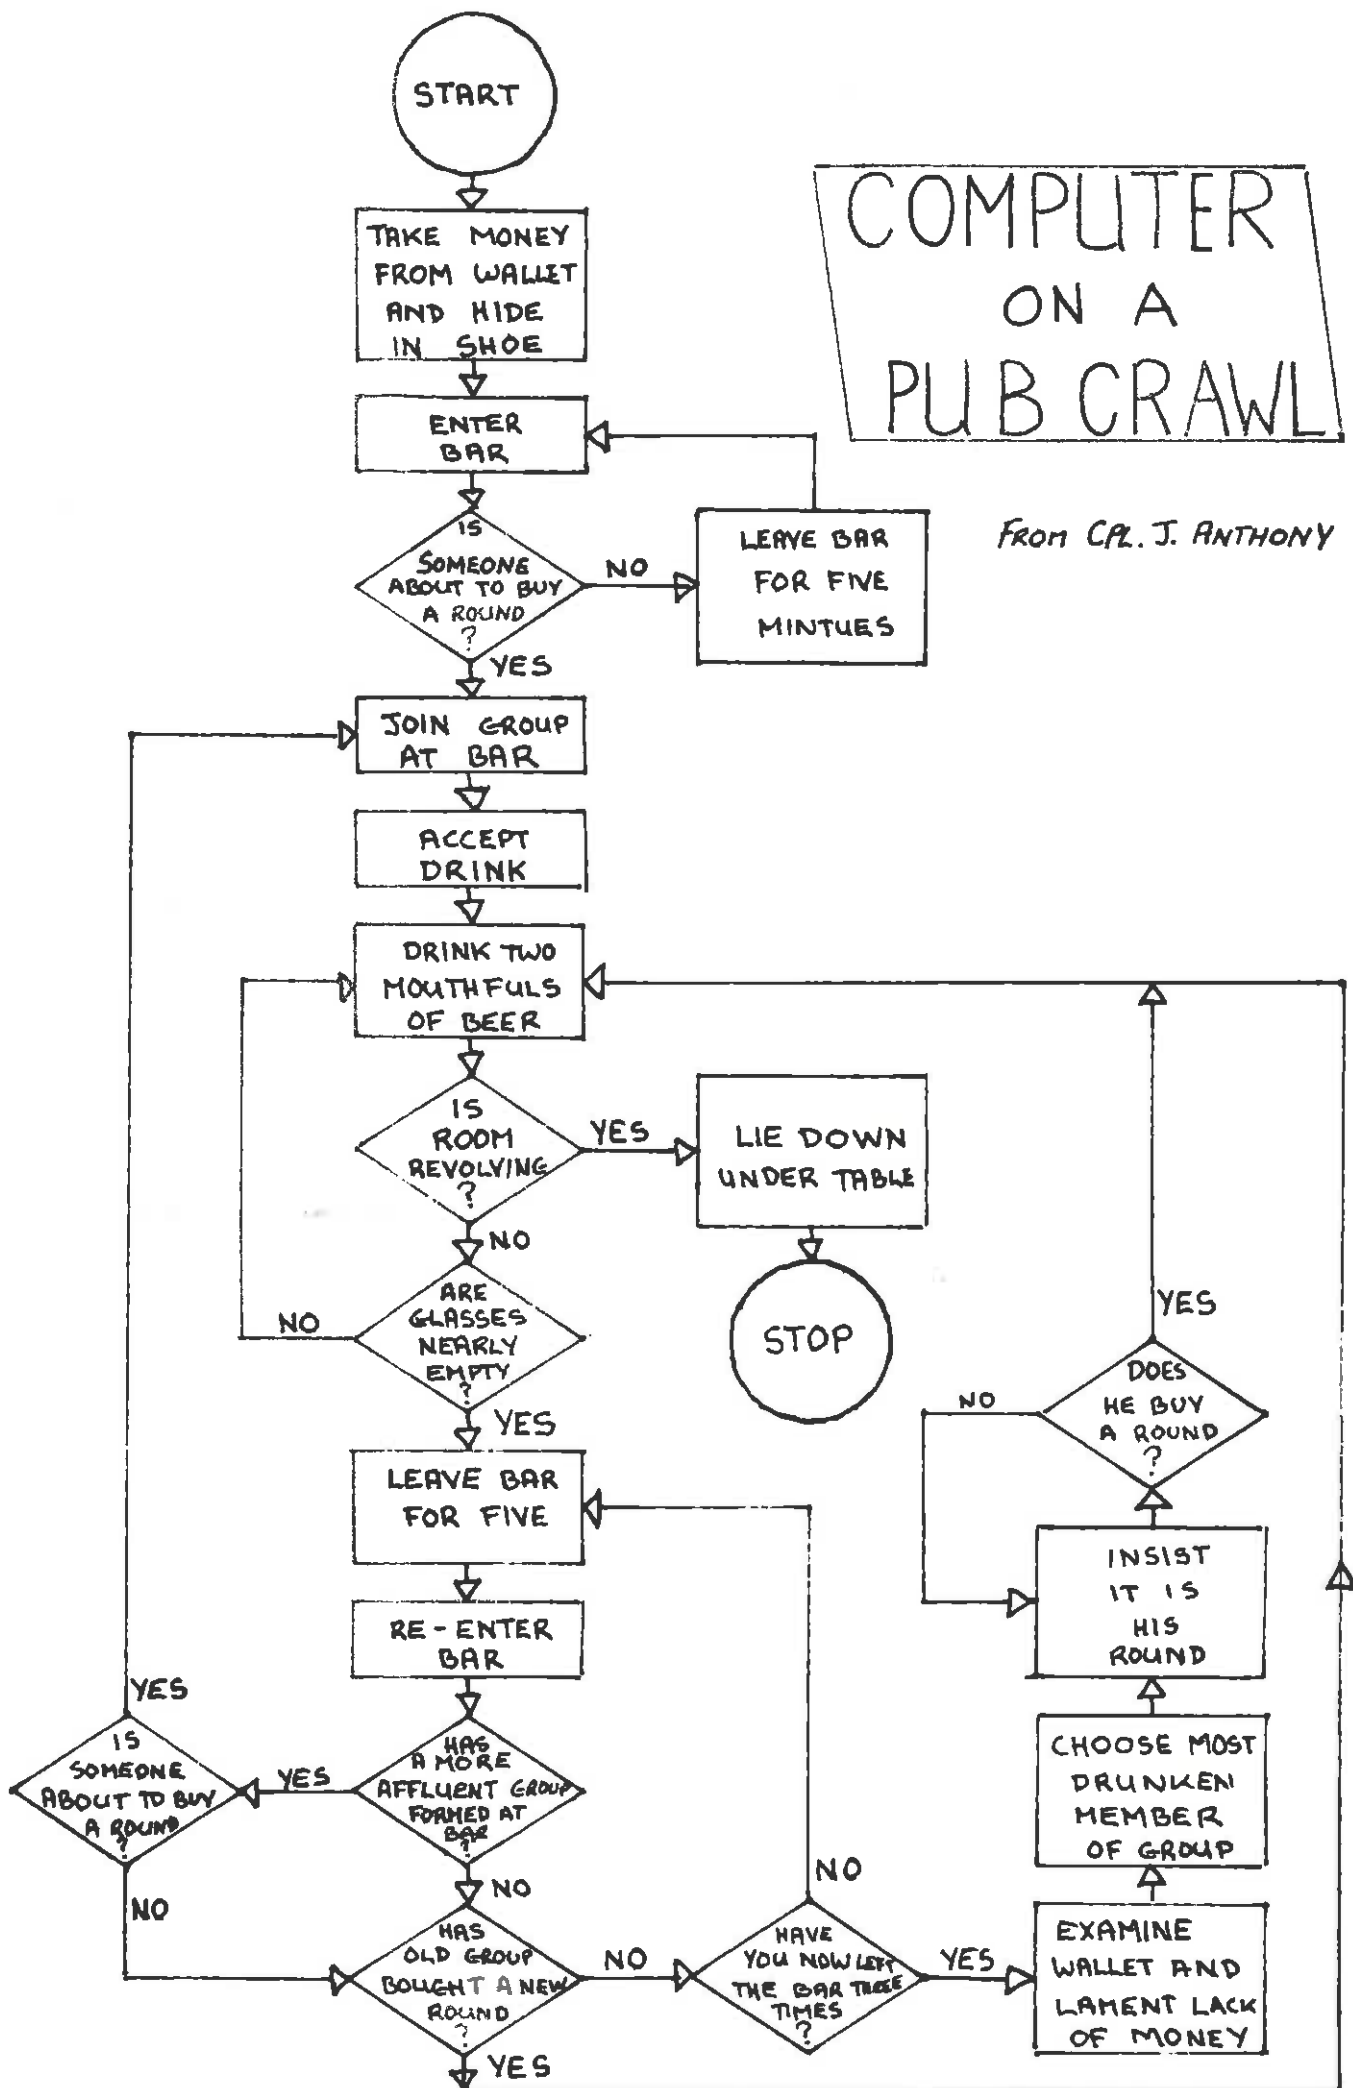 START
TAKE MONEY
FROM WALLET
AND HIDE
IN SHOE
COMPUTER
ON A
PUB CRAWL
FROM CPL. J. ANTHONY
ENTER
BAR
IS
SOMEONE
ABOUT TO BUY
A ROUND
?
NO
LEAVE BAR
FOR FIVE
MINTUES
YES
JOIN GROUP
AT BAR
ACCEPT
DRINK
DRINK TWO
MOUTHFULS
OF BEER
IS
ROOM
REVOLVING
?
YES
LIE DOWN
UNDER TABLE
STOP
NO
ARE
GLASSES
NEARLY
EMPTY
?
NO
YES
LEAVE BAR
FOR FIVE
RE-ENTER
BAR
HAS
A MORE
AFFLUENT GROUP
FORMED AT
BAR
?
YES
IS
SOMEONE
ABOUT TO BUY
A ROUND
?
YES
NO
NO
HAS
OLD GROUP
BOUGHT A NEW
ROUND
?
YES
NO
HAVE
YOU NOW LEFT
THE BAR THREE
TIMES
?
NO
YES
EXAMINE
WALLET AND
LAMENT LACK
OF MONEY
CHOOSE MOST
DRUNKEN
MEMBER
OF GROUP
INSIST
IT IS
HIS
ROUND
DOES
HE BUY
A ROUND
?
NO
YES